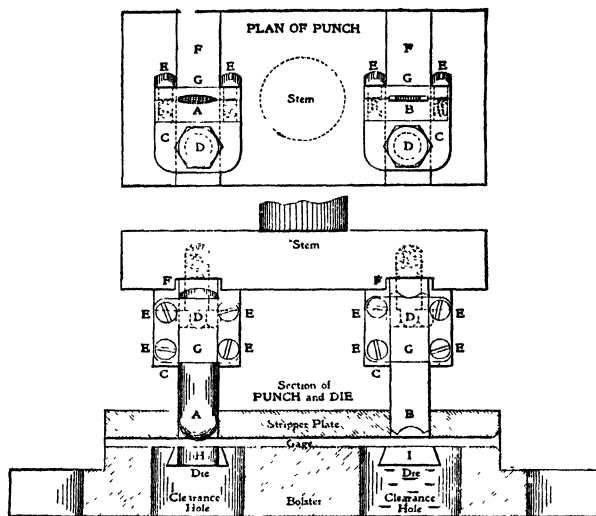 PLAN OF PUNCH
F F
E G E E G E
A Stem B
C D D C
Stem
F F
E D E E D E
E G E E G E
C C
Section of
PUNCH and DIE
A B
Stripper Plate
Gage
H I
Die Die
Clearance Bolster Clearance
Hole Hole